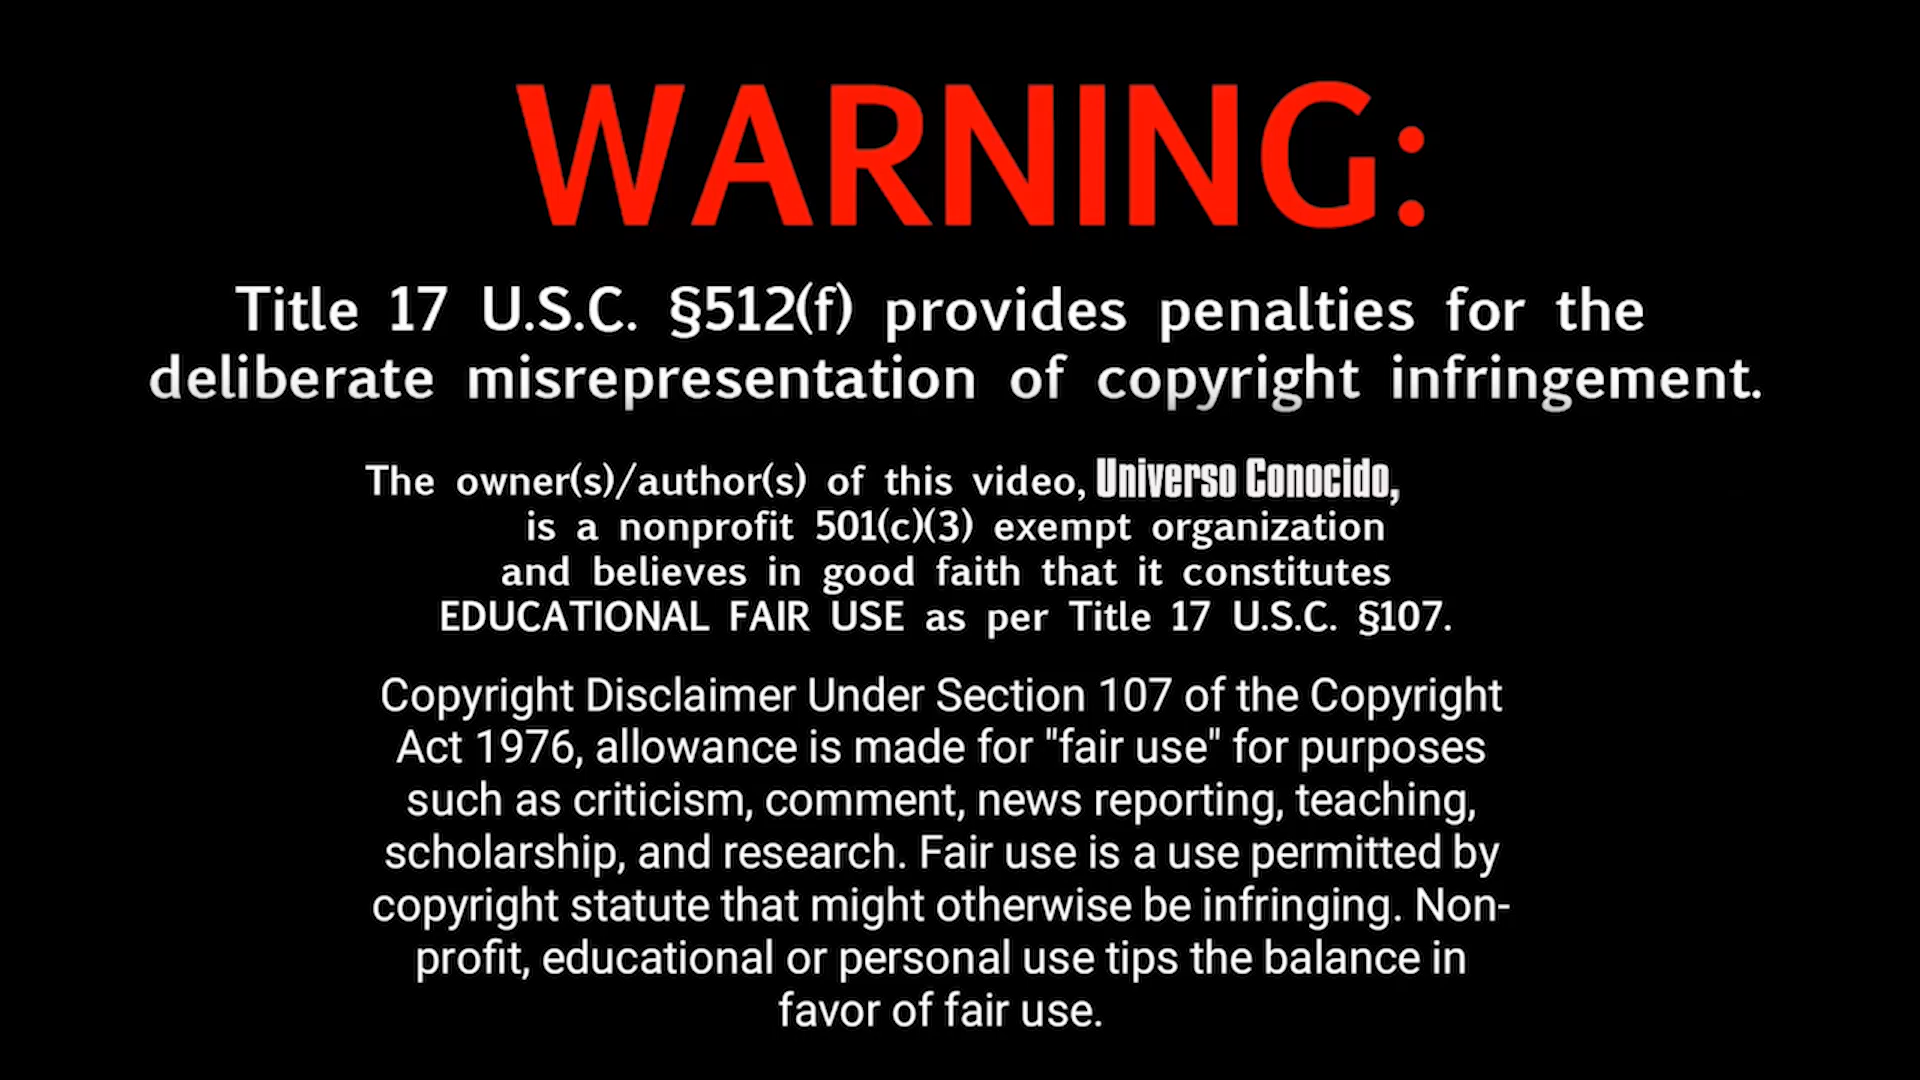 WARNING:
Title 17 U.S.C. §512(f) provides penalties for the
deliberate misrepresentation of copyright infringement.
The owner(s)/author(s) of this video, Universo Conocido,
is a nonprofit 501(c)(3) exempt organization
and believes in good faith that it constitutes
EDUCATIONAL FAIR USE as per Title 17 U.S.C. §107.
Copyright Disclaimer Under Section 107 of the Copyright
Act 1976, allowance is made for "fair use" for purposes
such as criticism, comment, news reporting, teaching,
scholarship, and research. Fair use is a use permitted by
copyright statute that might otherwise be infringing. Non-
profit, educational or personal use tips the balance in
favor of fair use.